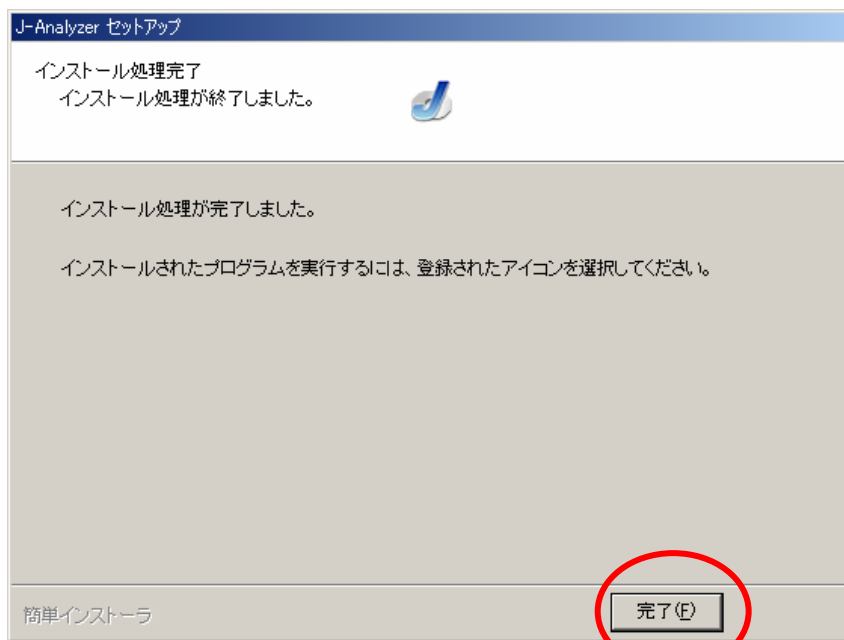 J-Analyzer セットアップ
インストール処理完了
インストール処理が終了しました。
インストール処理が完了しました。
インストールされたプログラムを実行するには、登録されたアイコンを選択してください。
簡単インストーラ
完了(F)